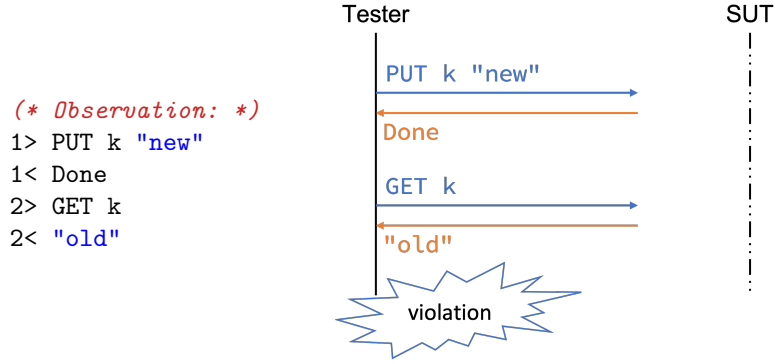 Tester
SUT
(* Observation: *)
1> PUT k "new"
1< Done
2> GET k
2< "old"
PUT k "new"
Done
GET k
"old"
violation